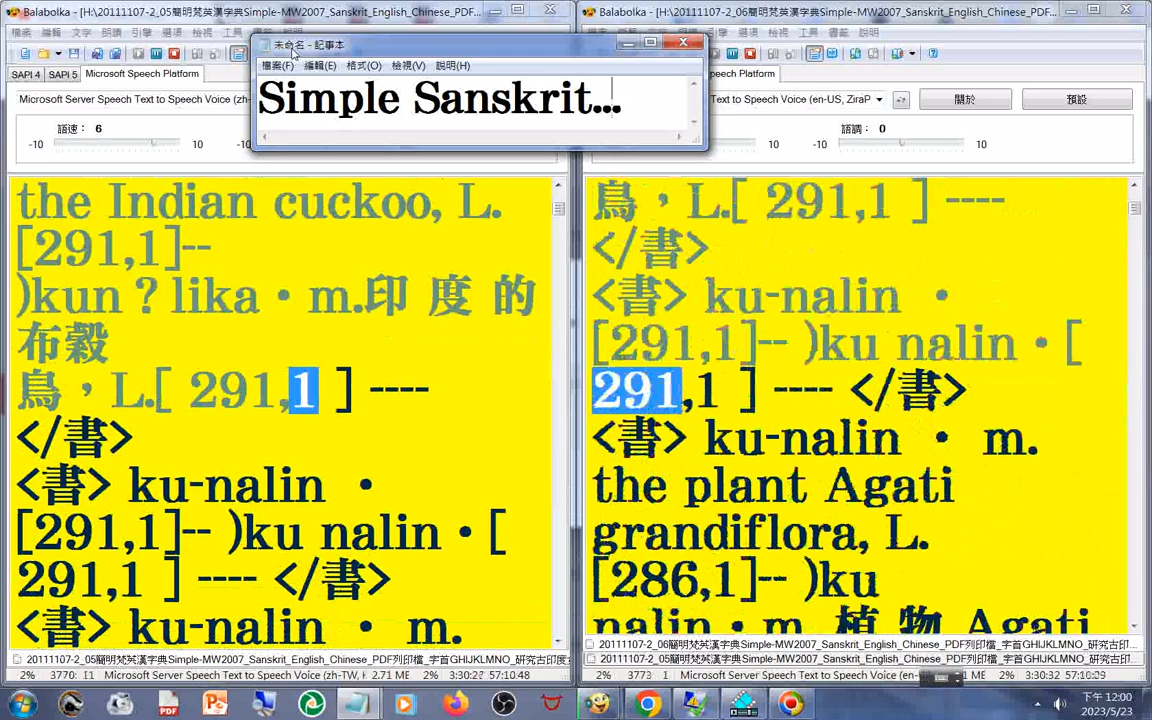 Balabolka - [H:\20111107-2_05簡明梵英漢字典Simple-MW2007_Sanskrit_English_Chinese_PDF...
Balabolka - [H:\20111107-2_06簡明梵英漢字典Simple-MW2007_Sanskrit_English_Chinese_PDF...
未命名 - 記事本
檔案(F) 編輯(E) 格式(O) 檢視(V) 說明(H)
Simple Sanskrit...
SAPI 4 SAPI 5 Microsoft Speech Platform
Speech Platform
Microsoft Server Speech Text to Speech Voice (zh-
Text to Speech Voice (en-US, ZiraP
關於 預設
語速： 6
-10 10 -10
語調： 0
-10 10
the Indian cuckoo, L.
[291,1]--
)kun ? lika • m.印 度 的
布穀
鳥，L.[ 291,1 ] ----
</書>
<書> ku-nalin •
[291,1]-- )ku nalin • [
291,1 ] ---- </書>
<書> ku-nalin • m.
鳥，L.[ 291,1 ] ----
</書>
<書> ku-nalin •
[291,1]-- )ku nalin • [
291,1 ] ---- </書>
<書> ku-nalin • m.
the plant Agati
grandiflora, L.
[286,1]-- )ku
nalin • m. 植 物 Agati
20111107-2_06簡明梵英漢字典Simple-MW2007_Sanskrit_English_Chinese_PDF列印檔_字首GHIJKLMNO_研究古印...
20111107-2_05簡明梵英漢字典Simple-MW2007_Sanskrit_English_Chinese_PDF列印檔_字首GHIJKLMNO_研究古印度
20111107-2_05簡明梵英漢字典Simple-MW2007_Sanskrit_English_Chinese_PDF列印檔_字首GHIJKLMNO_研究古印...
2% 3770: 11 Microsoft Server Speech Text to Speech Voice (zh-TW, 2.71 MB 2% 3:30:27 57:10:48
2% 3773 1 Microsoft Server Speech Text to Speech Voice (en-US, 2% 3:30:32
下午 12:00
2023/5/23